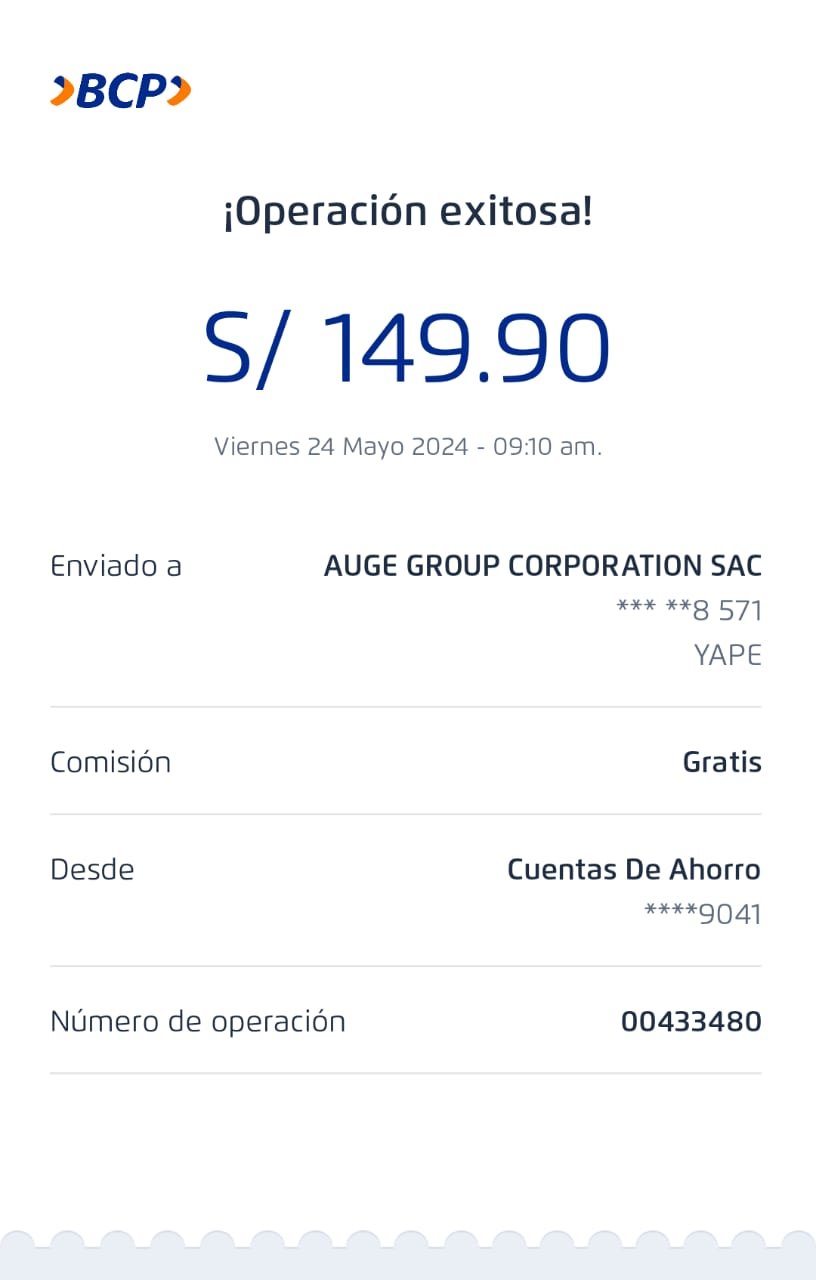 BCP
¡Operación exitosa!
S/ 149.90
Viernes 24 Mayo 2024 - 09:10 am.
Enviado a AUGE GROUP CORPORATION SAC
*** **8 571
YAPE
Comisión Gratis
Desde Cuentas De Ahorro
****9041
Número de operación 00433480